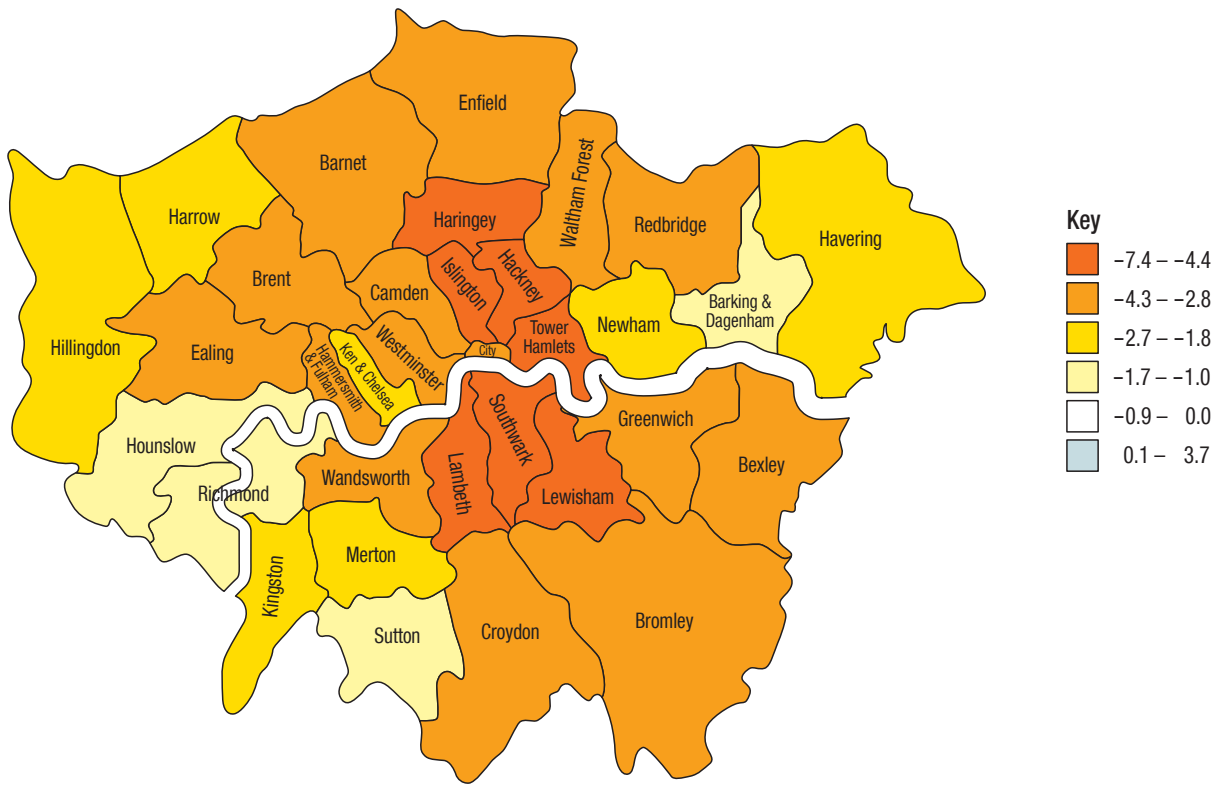 Enfield
Barnet
Waltham Forest
Haringey
Harrow
Redbridge
Havering
Brent
Islington
Hackney
Camden
Barking &
Dagenham
Newham
Tower
Hamlets
Hillingdon
Ealing
Hammersmith
& Fulham
Ken & Chelsea
Westminster
City
Hounslow
Southwark
Greenwich
Bexley
Richmond
Wandsworth
Lambeth
Lewisham
Merton
Kingston
Sutton
Croydon
Bromley
Key
−7.4 – −4.4
−4.3 – −2.8
−2.7 – −1.8
−1.7 – −1.0
−0.9 – 0.0
0.1 – 3.7